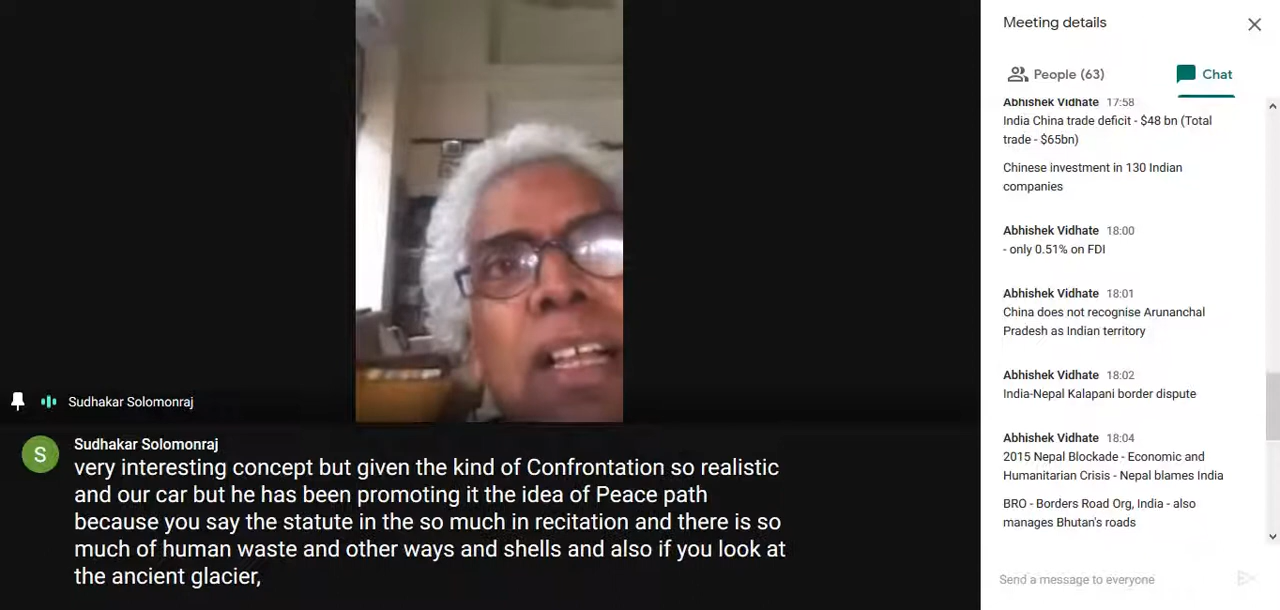 Sudhakar Solomonraj
S
Sudhakar Solomonraj
very interesting concept but given the kind of Confrontation so realistic
and our car but he has been promoting it the idea of Peace path
because you say the statute in the so much in recitation and there is so
much of human waste and other ways and shells and also if you look at
the ancient glacier,
Meeting details
People (63)
Chat
Abhishek Vidhate 17:58
India China trade deficit - $48 bn (Total
trade - $65bn)
Chinese investment in 130 Indian
companies
Abhishek Vidhate 18:00
- only 0.51% on FDI
Abhishek Vidhate 18:01
China does not recognise Arunanchal
Pradesh as Indian territory
Abhishek Vidhate 18:02
India-Nepal Kalapani border dispute
Abhishek Vidhate 18:04
2015 Nepal Blockade - Economic and
Humanitarian Crisis - Nepal blames India
BRO - Borders Road Org, India - also
manages Bhutan's roads
Send a message to everyone